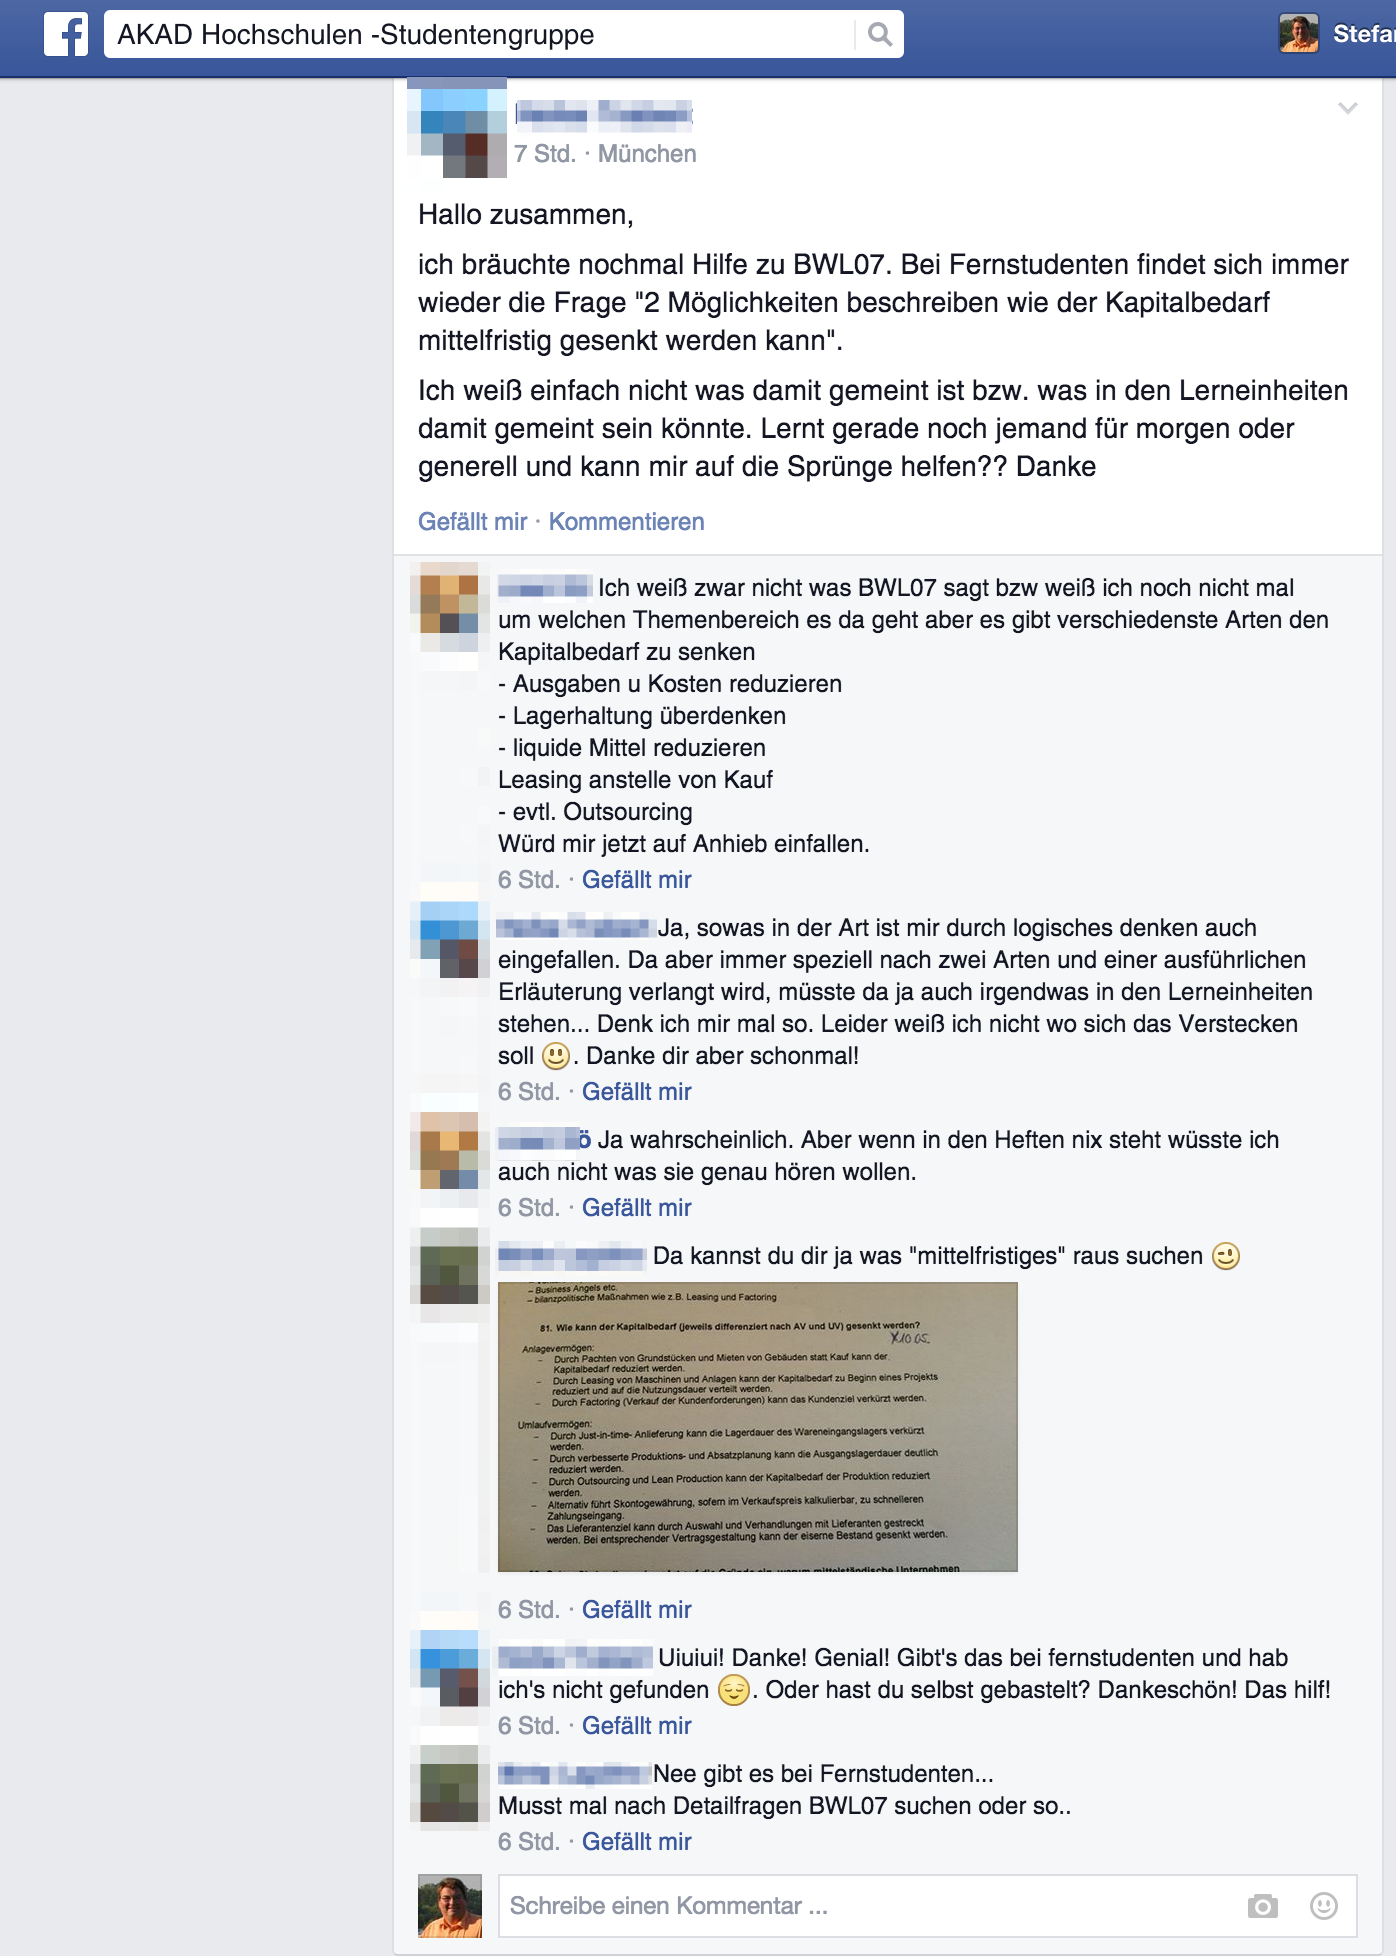 AKAD Hochschulen -Studentengruppe
Stefa
7 Std. · München
Hallo zusammen,
ich bräuchte nochmal Hilfe zu BWL07. Bei Fernstudenten findet sich immer
wieder die Frage "2 Möglichkeiten beschreiben wie der Kapitalbedarf
mittelfristig gesenkt werden kann".
Ich weiß einfach nicht was damit gemeint ist bzw. was in den Lerneinheiten
damit gemeint sein könnte. Lernt gerade noch jemand für morgen oder
generell und kann mir auf die Sprünge helfen?? Danke
Gefällt mir · Kommentieren
Ich weiß zwar nicht was BWL07 sagt bzw weiß ich noch nicht mal
um welchen Themenbereich es da geht aber es gibt verschiedenste Arten den
Kapitalbedarf zu senken
- Ausgaben u Kosten reduzieren
- Lagerhaltung überdenken
- liquide Mittel reduzieren
Leasing anstelle von Kauf
- evtl. Outsourcing
Würd mir jetzt auf Anhieb einfallen.
6 Std. · Gefällt mir
Ja, sowas in der Art ist mir durch logisches denken auch
eingefallen. Da aber immer speziell nach zwei Arten und einer ausführlichen
Erläuterung verlangt wird, müsste da ja auch irgendwas in den Lerneinheiten
stehen... Denk ich mir mal so. Leider weiß ich nicht wo sich das Verstecken
soll 🙂. Danke dir aber schonmal!
6 Std. · Gefällt mir
ö Ja wahrscheinlich. Aber wenn in den Heften nix steht wüsste ich
auch nicht was sie genau hören wollen.
6 Std. · Gefällt mir
Da kannst du dir ja was "mittelfristiges" raus suchen 😉
– Business Angels etc.
– bilanzpolitische Maßnahmen wie z.B. Leasing und Factoring
81. Wie kann der Kapitalbedarf (jeweils differenziert nach AV und UV) gesenkt werden?
X10 05.
Anlagevermögen:
– Durch Pachten von Grundstücken und Mieten von Gebäuden statt Kauf kann der
Kapitalbedarf reduziert werden.
– Durch Leasing von Maschinen und Anlagen kann der Kapitalbedarf zu Beginn eines Projekts
reduziert und auf die Nutzungsdauer verteilt werden.
– Durch Factoring (Verkauf der Kundenforderungen) kann das Kundenziel verkürzt werden.
Umlaufvermögen:
– Durch Just-in-time- Anlieferung kann die Lagerdauer des Wareneingangslagers verkürzt
werden.
– Durch verbesserte Produktions- und Absatzplanung kann die Ausgangslagerdauer deutlich
reduziert werden.
– Durch Outsourcing und Lean Production kann der Kapitalbedarf der Produktion reduziert
werden.
– Alternativ führt Skontogewährung, sofern im Verkaufspreis kalkulierbar, zu schnelleren
Zahlungseingang.
– Das Lieferantenziel kann durch Auswahl und Verhandlungen mit Lieferanten gestreckt
werden. Bei entsprechender Vertragsgestaltung kann der eiserne Bestand gesenkt werden.
auf die Gründe ein, warum mittelständische Unternehmen
6 Std. · Gefällt mir
Uiuiui! Danke! Genial! Gibt's das bei fernstudenten und hab
ich's nicht gefunden 😌. Oder hast du selbst gebastelt? Dankeschön! Das hilf!
6 Std. · Gefällt mir
Nee gibt es bei Fernstudenten...
Musst mal nach Detailfragen BWL07 suchen oder so..
6 Std. · Gefällt mir
Schreibe einen Kommentar ...